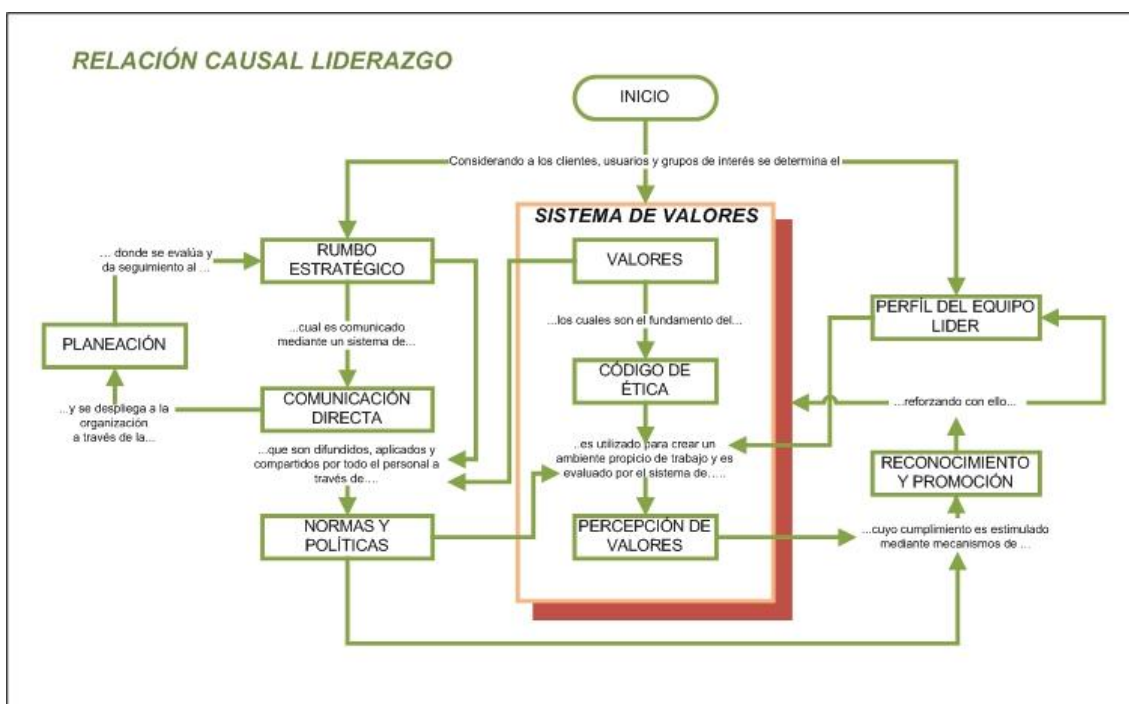 RELACIÓN CAUSAL LIDERAZGO
INICIO
Considerando a los clientes, usuarios y grupos de interés se determina el
SISTEMA DE VALORES
... donde se evalúa y
da seguimiento al ...
RUMBO
ESTRATÉGICO
VALORES
PERFÍL DEL EQUIPO
LIDER
PLANEACIÓN
...cual es comunicado
mediante un sistema de...
...los cuales son el fundamento del...
CÓDIGO DE
ÉTICA
COMUNICACIÓN
DIRECTA
...y se despliega a la
organización
a través de la...
...reforzando con ello...
...que son difundidos, aplicados y
compartidos por todo el personal a
través de....
..es utilizado para crear un
ambiente propicio de trabajo y es
evaluado por el sistema de.....
RECONOCIMIENTO
Y PROMOCIÓN
NORMAS Y
POLÍTICAS
PERCEPCIÓN DE
VALORES
...cuyo cumplimiento es estimulado
mediante mecanismos de ...